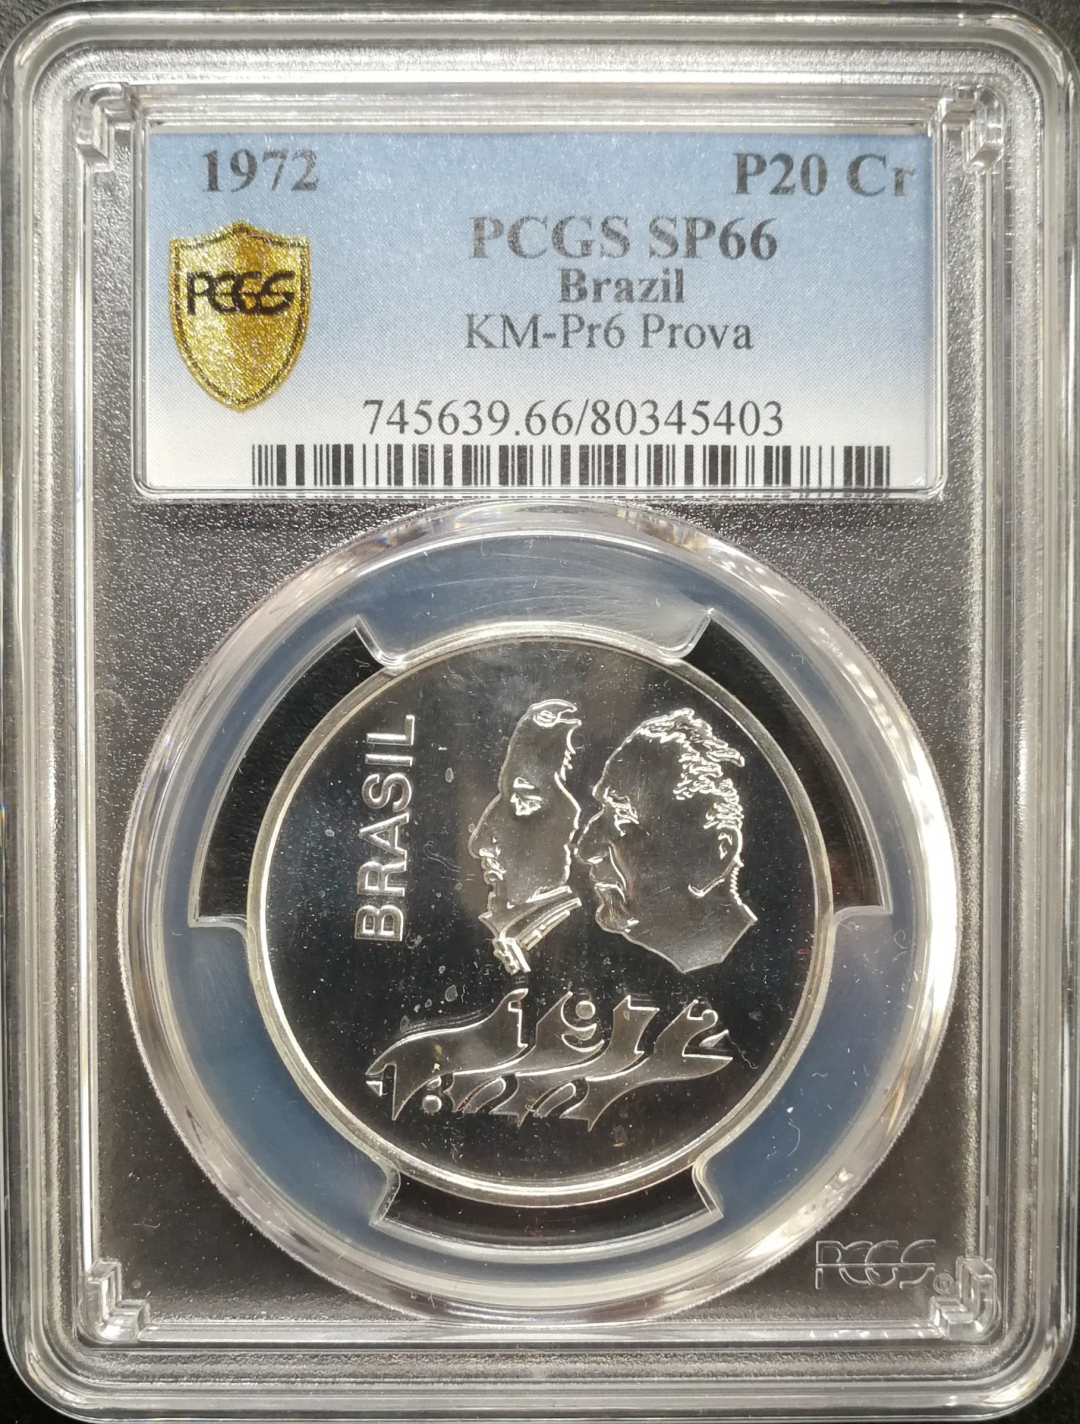 1972 P20 Cr
PCGS SP66
Brazil
PCGS
KM-Pr6 Prova
745639.66/80345403
BRASIL
1972
1822
PCGS